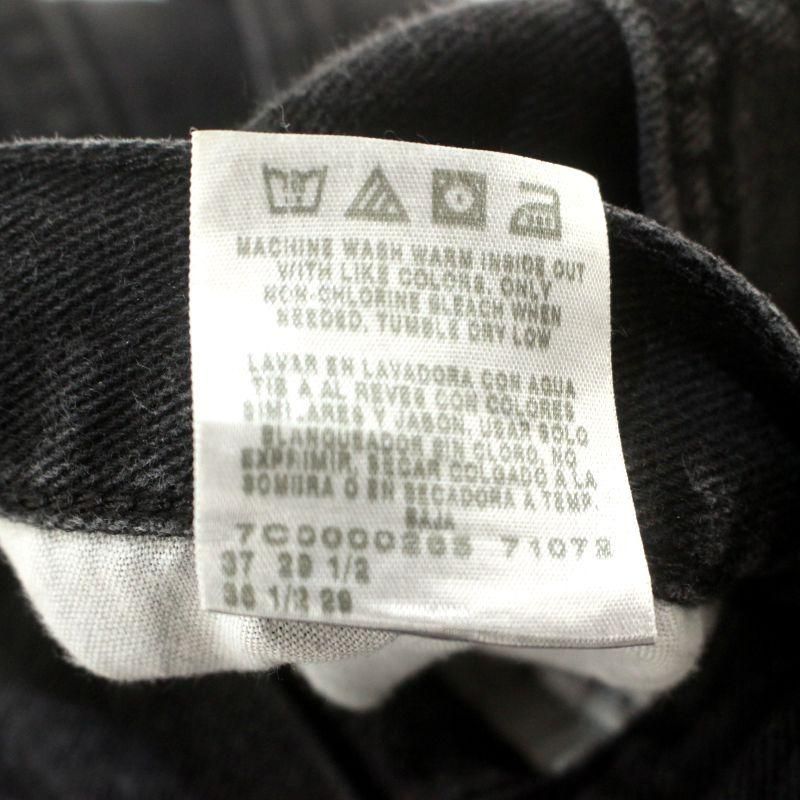 MACHINE WASH WARM INSIDE OUT
WITH LIKE COLORS, ONLY
NON-CHLORINE BLEACH WHEN
NEEDED, TUMBLE DRY LOW
LAVAR EN LAVADORA CON AGUA
TIBIA AL REVES CON COLORES
SIMILARES Y JABON. USAR SOLO
BLANQUEADOR SIN CLORO, NO
EXPRIMIR, SECAR COLGADO A LA
SOMBRA O EN SECADORA A TEMP.
BAJA
7C0000265 71072
37 29 1/2
36 1/2 29